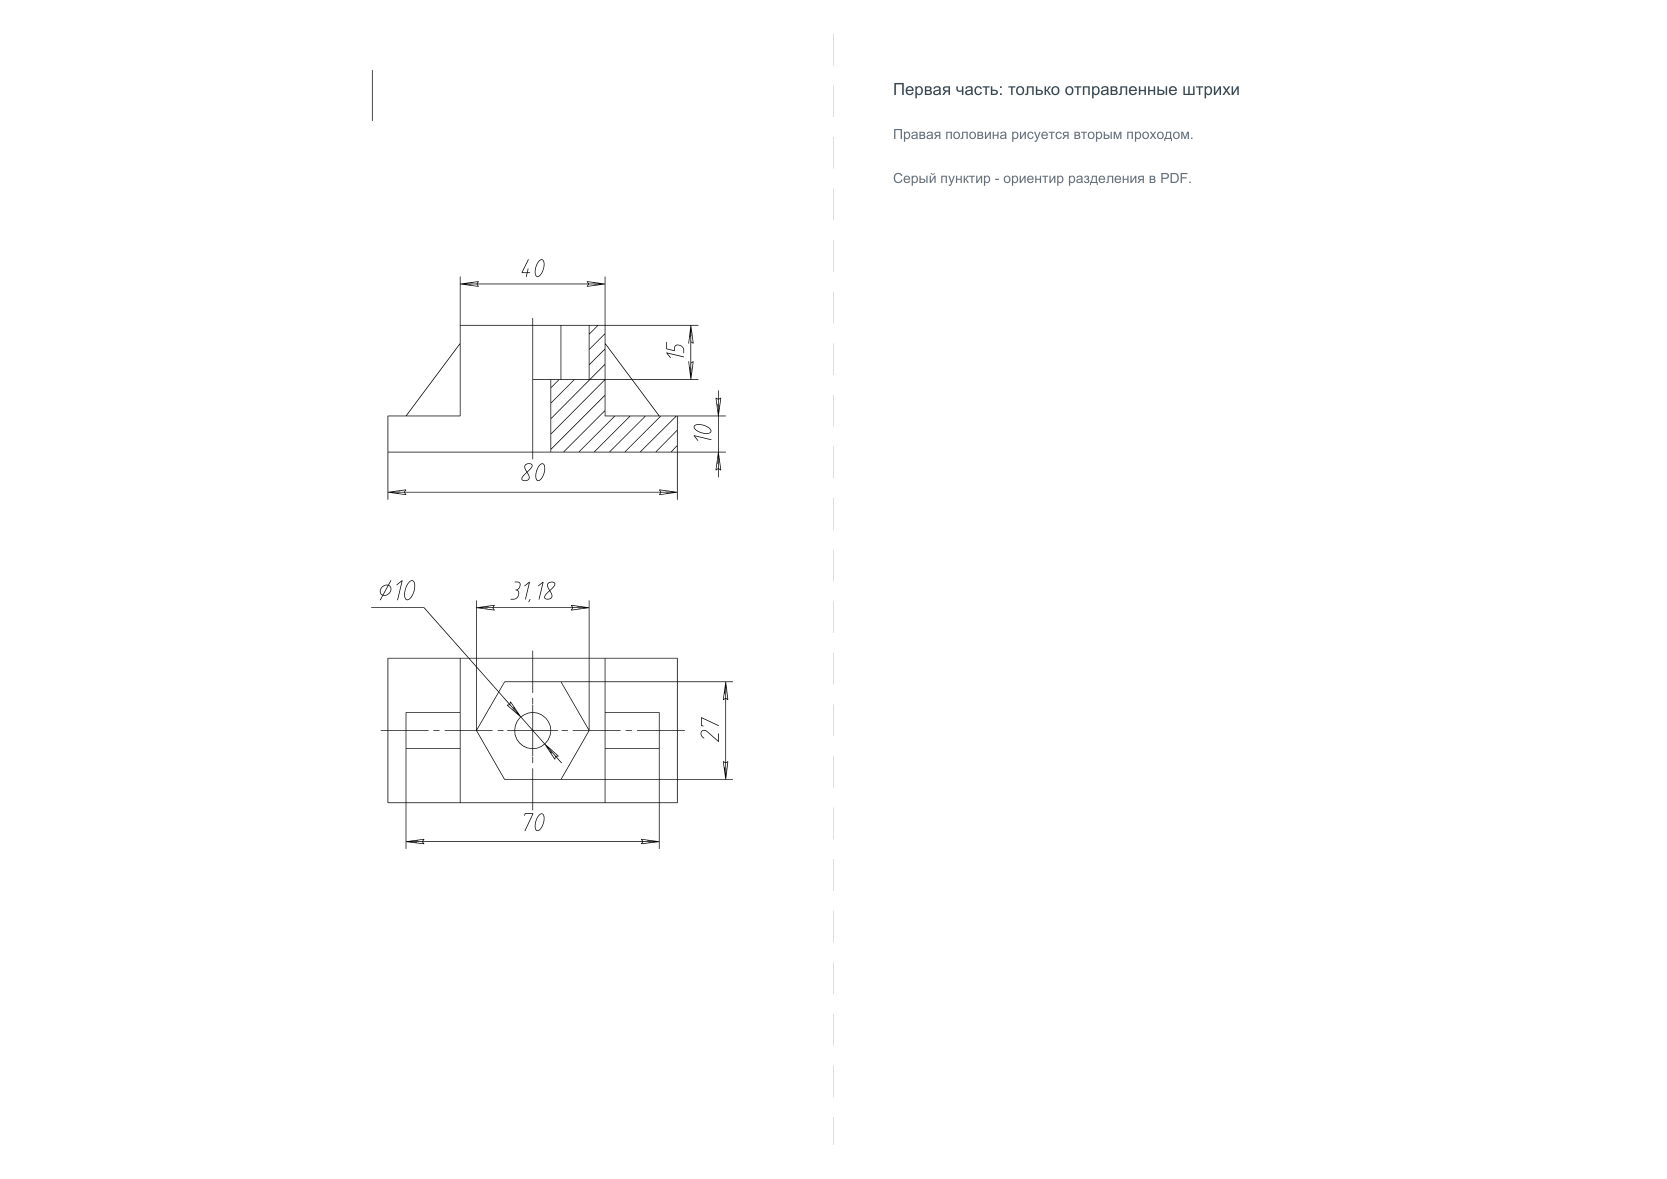 Первая часть: только отправленные штрихи
Правая половина рисуется вторым проходом.
Серый пунктир - ориентир разделения в PDF.
40
15
10
80
ϕ10
31,18
27
70